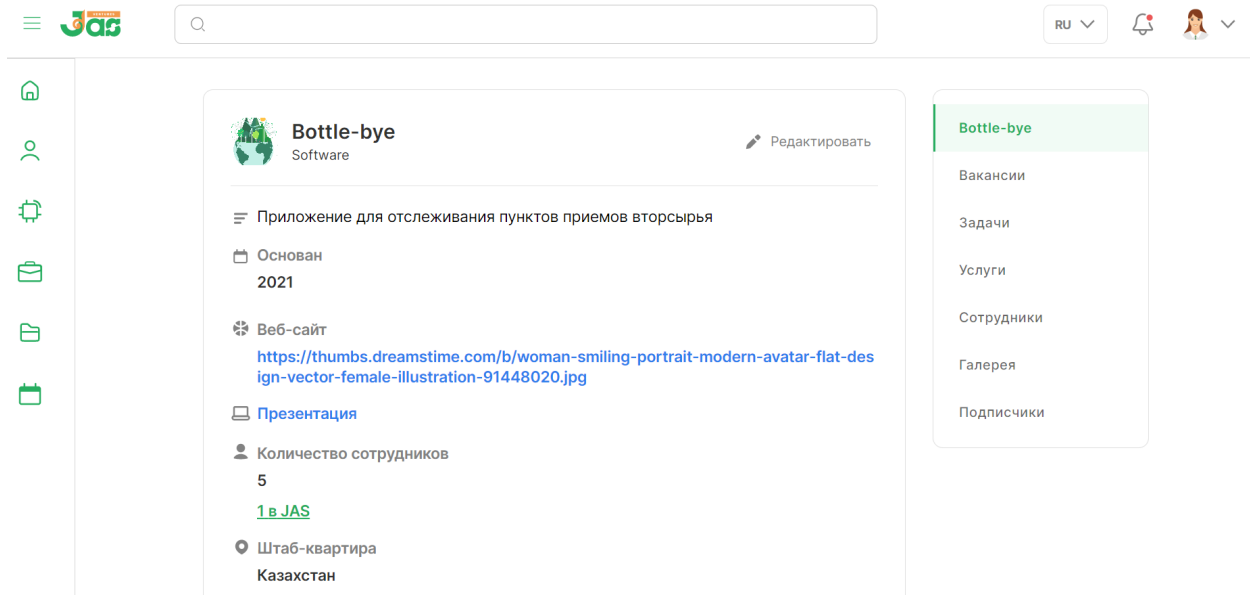 Jas
RU
Bottle-bye
Software
Редактировать
Приложение для отслеживания пунктов приемов вторсырья
Основан
2021
Веб-сайт
https://thumbs.dreamstime.com/b/woman-smiling-portrait-modern-avatar-flat-des
ign-vector-female-illustration-91448020.jpg
Презентация
Количество сотрудников
5
1 в JAS
Штаб-квартира
Казахстан
Bottle-bye
Вакансии
Задачи
Услуги
Сотрудники
Галерея
Подписчики